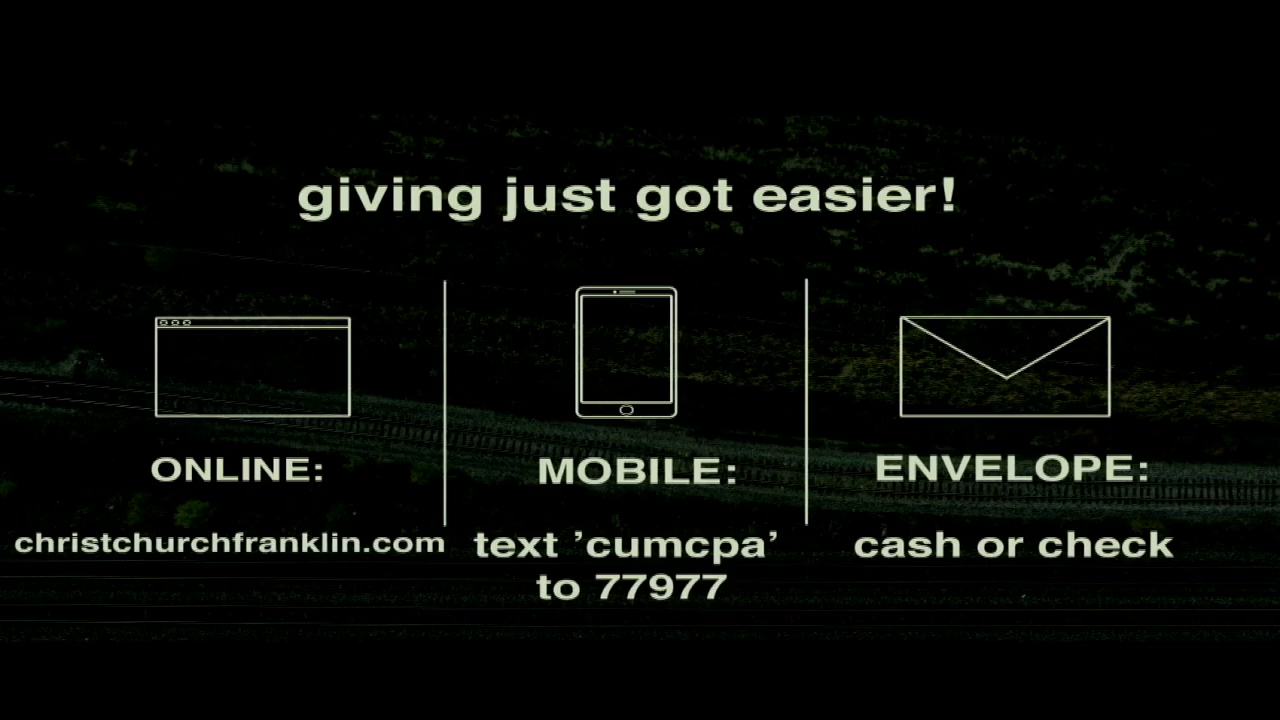 giving just got easier!
ONLINE:
christchurchfranklin.com
MOBILE:
text ’cumcpa’
to 77977
ENVELOPE:
cash or check